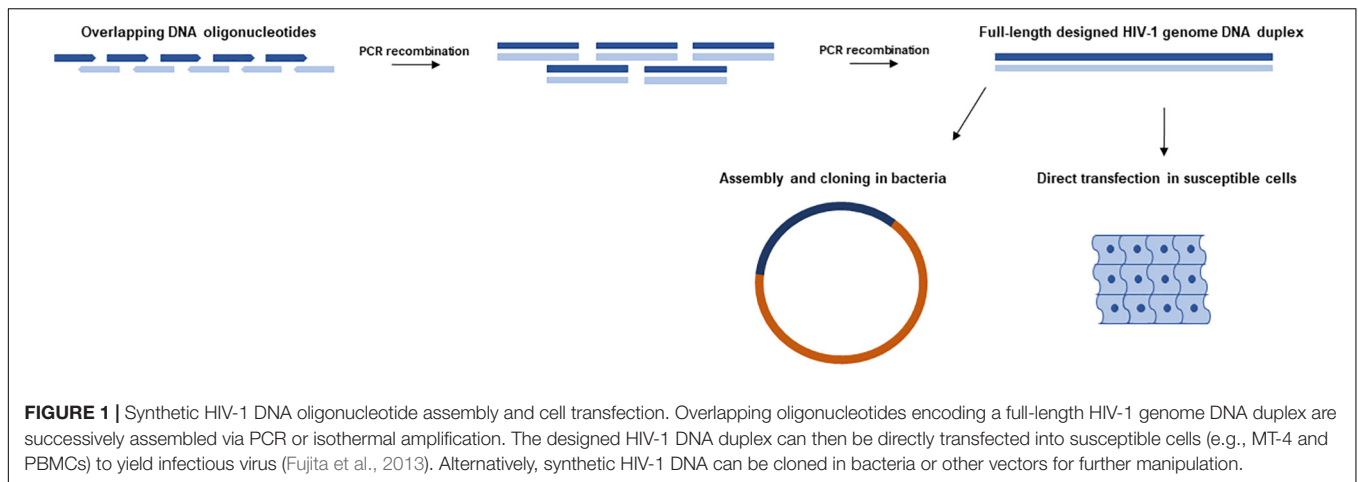 Overlapping DNA oligonucleotides
PCR recombination
PCR recombination
Full-length designed HIV-1 genome DNA duplex
Assembly and cloning in bacteria
Direct transfection in susceptible cells
FIGURE 1 | Synthetic HIV-1 DNA oligonucleotide assembly and cell transfection. Overlapping oligonucleotides encoding a full-length HIV-1 genome DNA duplex are
successively assembled via PCR or isothermal amplification. The designed HIV-1 DNA duplex can then be directly transfected into susceptible cells (e.g., MT-4 and
PBMCs) to yield infectious virus (Fujita et al., 2013). Alternatively, synthetic HIV-1 DNA can be cloned in bacteria or other vectors for further manipulation.